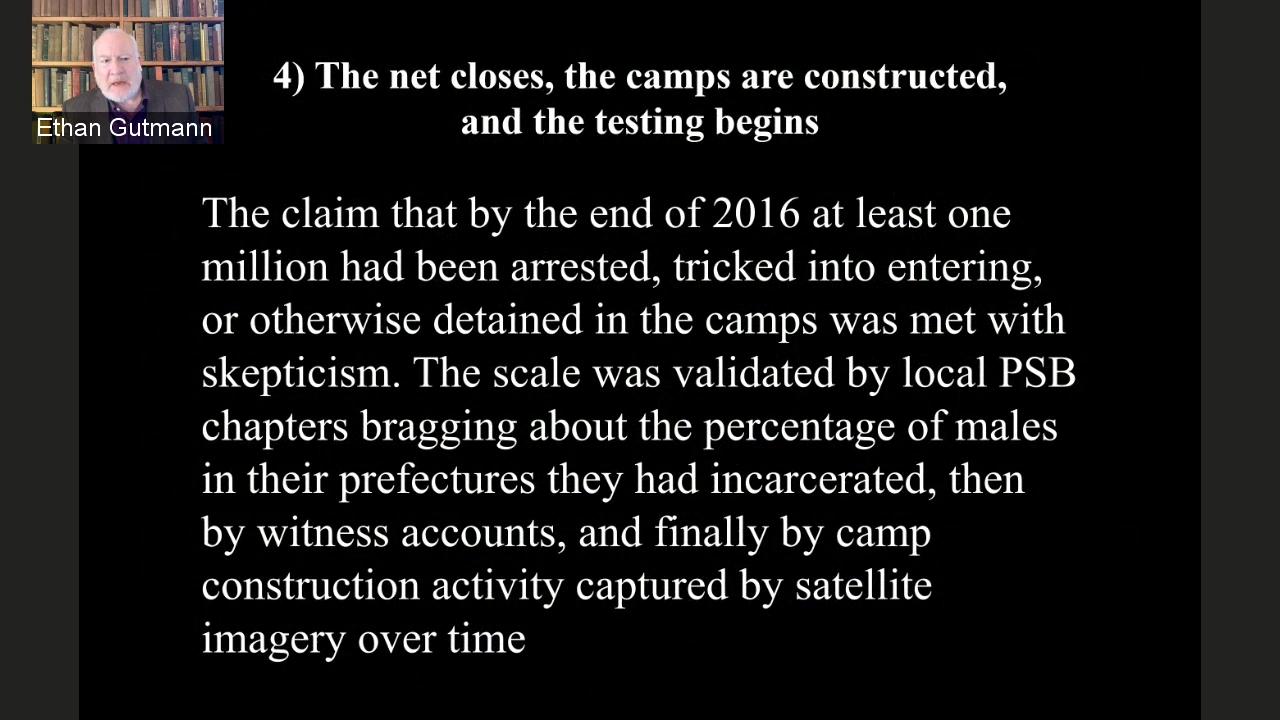 4) The net closes, the camps are constructed,
and the testing begins
Ethan Gutmann
The claim that by the end of 2016 at least one
million had been arrested, tricked into entering,
or otherwise detained in the camps was met with
skepticism. The scale was validated by local PSB
chapters bragging about the percentage of males
in their prefectures they had incarcerated, then
by witness accounts, and finally by camp
construction activity captured by satellite
imagery over time